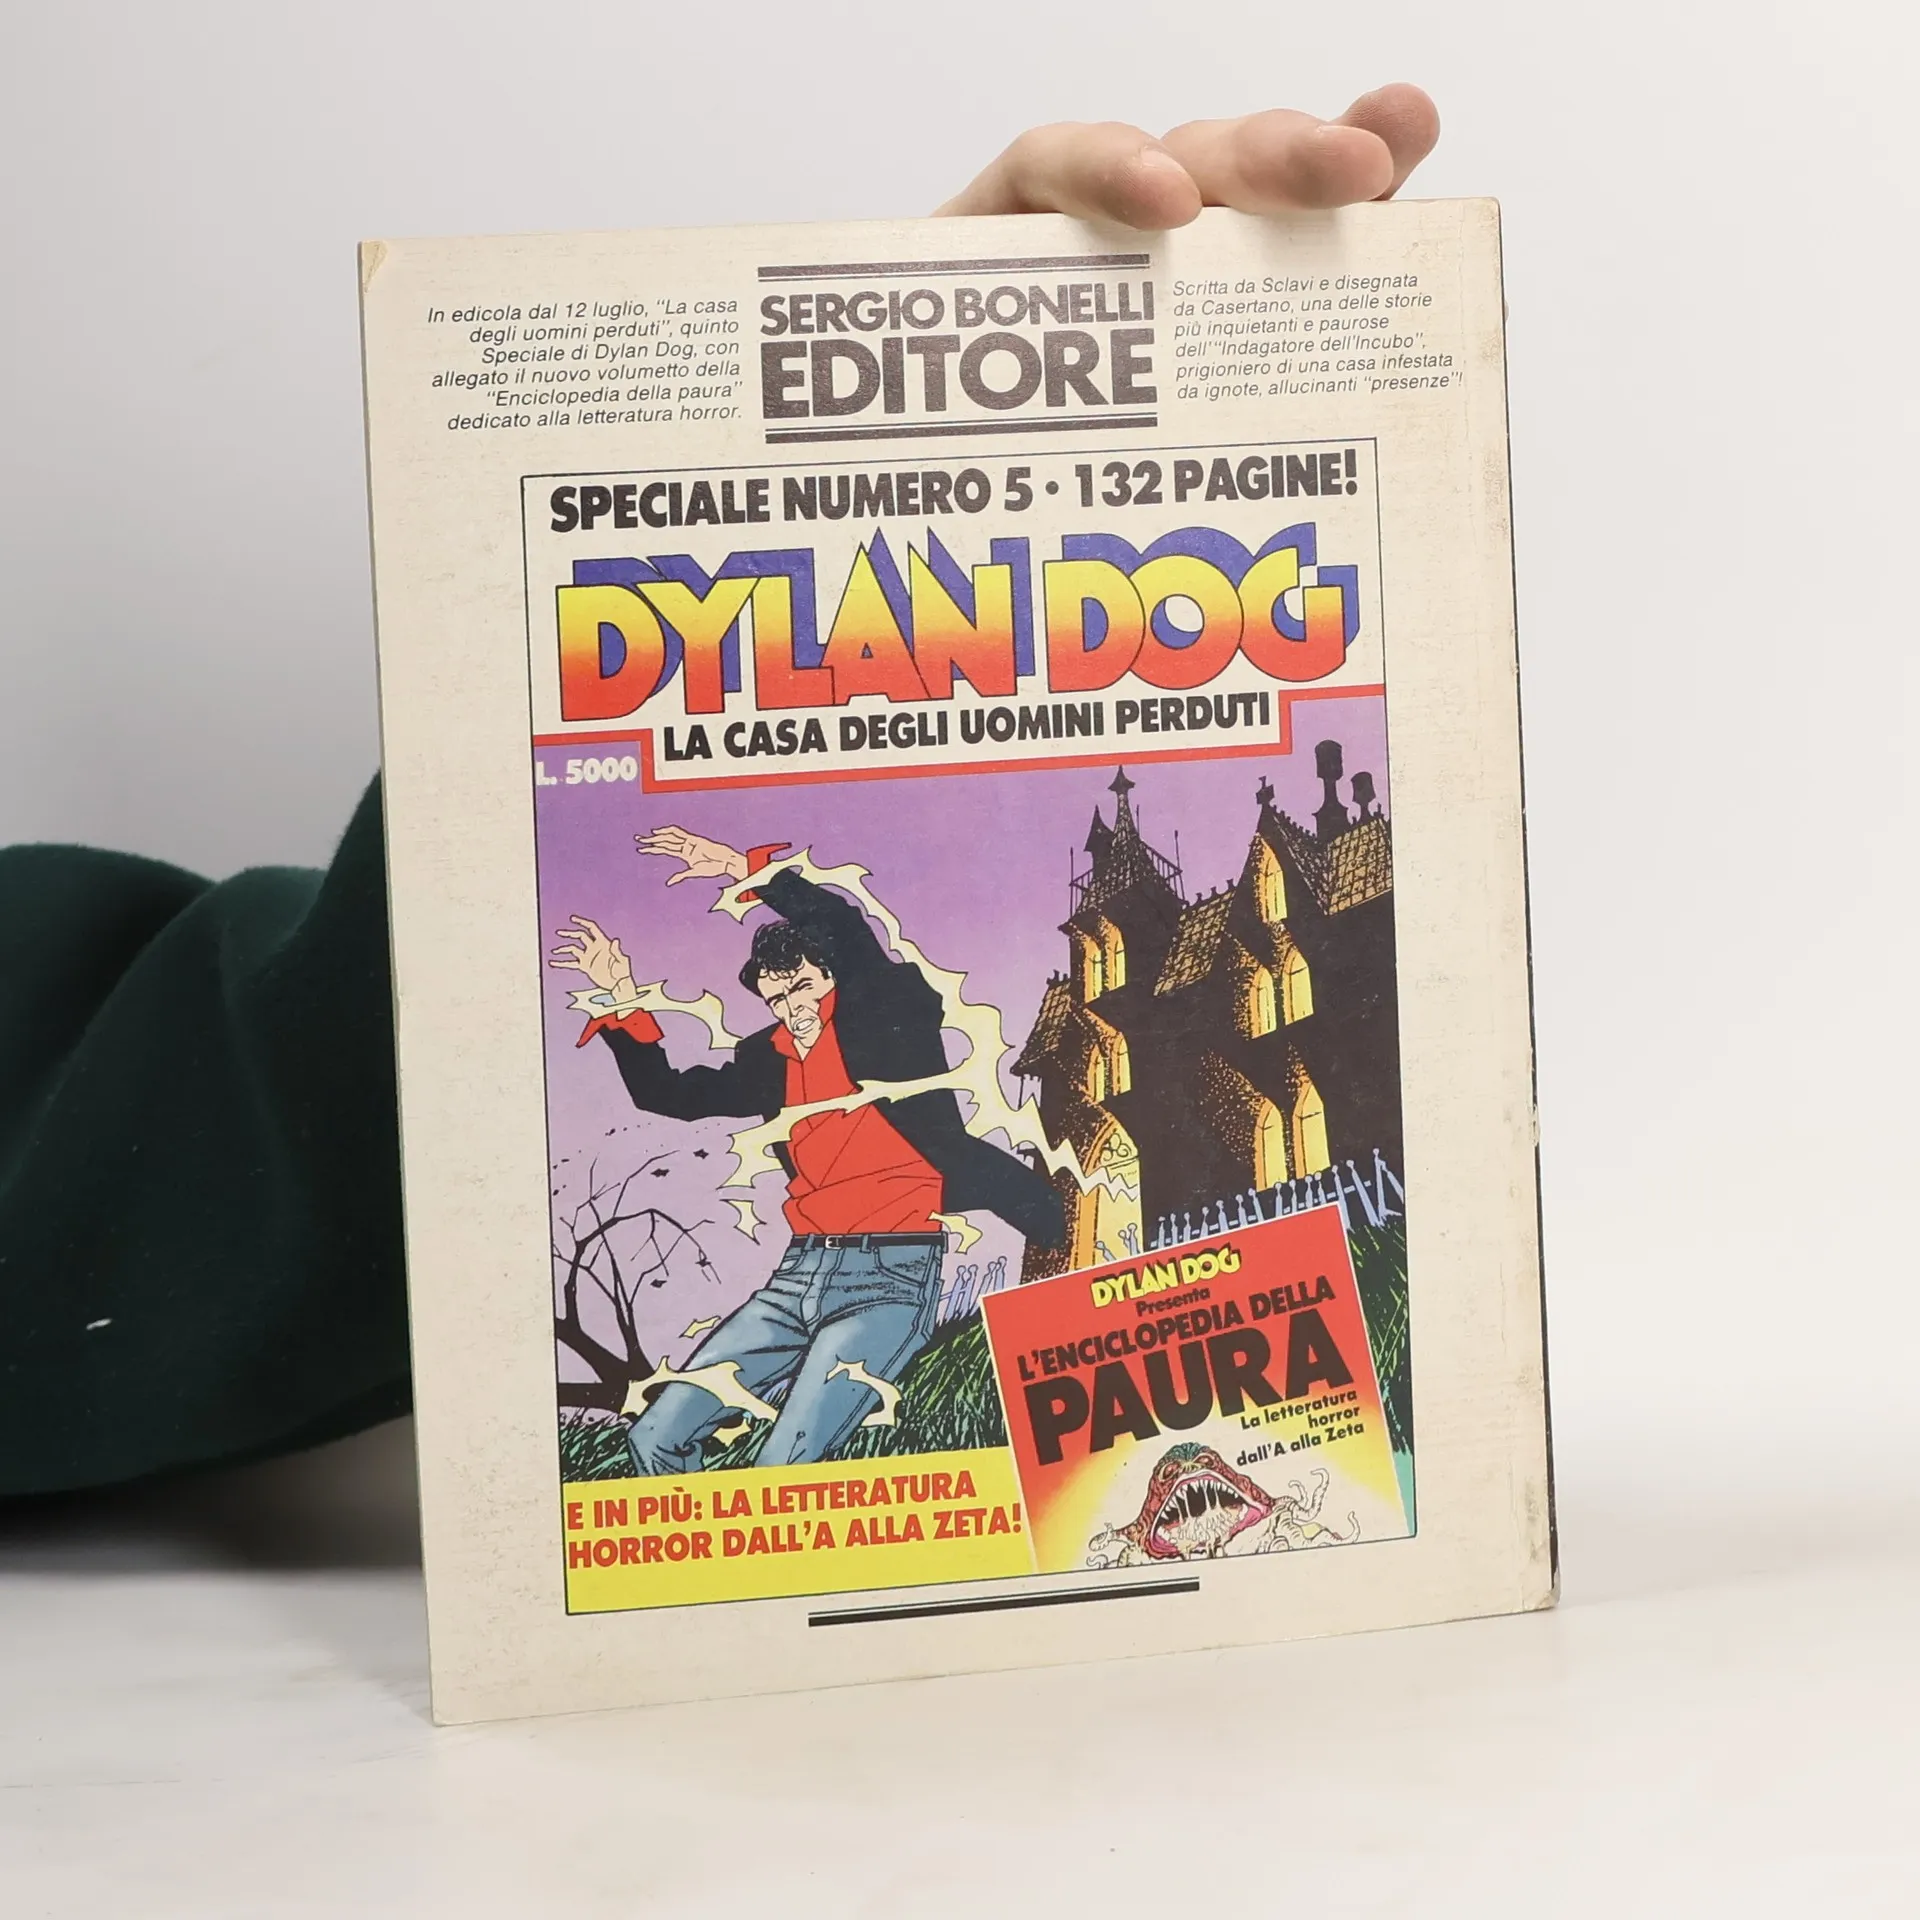 In edicola dal 12 luglio, "La casa
degli uomini perduti", quinto
Speciale di Dylan Dog, con
allegato il nuovo volumetto della
"Enciclopedia della paura"
dedicato alla letteratura horror.
SERGIO BONELLI
EDITORE
Scritta da Sclavi e disegnata
da Casertano, una delle storie
più inquietanti e paurose
dell'"Indagatore dell'Incubo",
prigioniero di una casa infestata
da ignote, allucinanti "presenze"!
SPECIALE NUMERO 5 • 132 PAGINE!
DYLAN DOG
LA CASA DEGLI UOMINI PERDUTI
L. 5000
DYLAN DOG
Presenta
L'ENCICLOPEDIA DELLA
PAURA
La letteratura
horror
dall'A alla Zeta
E IN PIÙ: LA LETTERATURA
HORROR DALL'A ALLA ZETA!